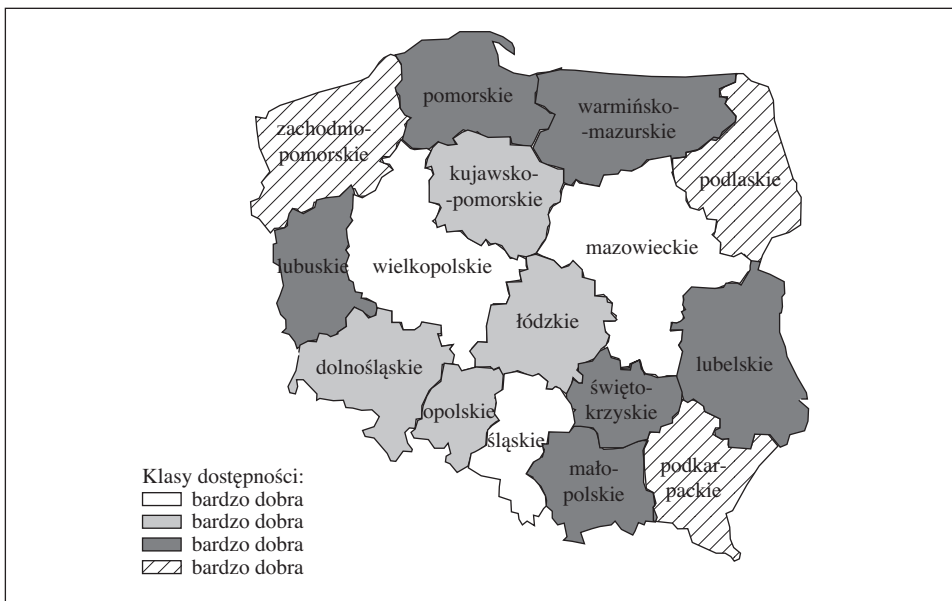 pomorskie
warmińsko-
-mazurskie
zachodnio-
pomorskie
kujawsko-
-pomorskie
podlaskie
mazowieckie
lubuskie
wielkopolskie
łódzkie
dolnośląskie
lubelskie
święto-
krzyskie
opolskie
śląskie
mało-
polskie
podkar-
packie
Klasy dostępności:
bardzo dobra
bardzo dobra
bardzo dobra
bardzo dobra